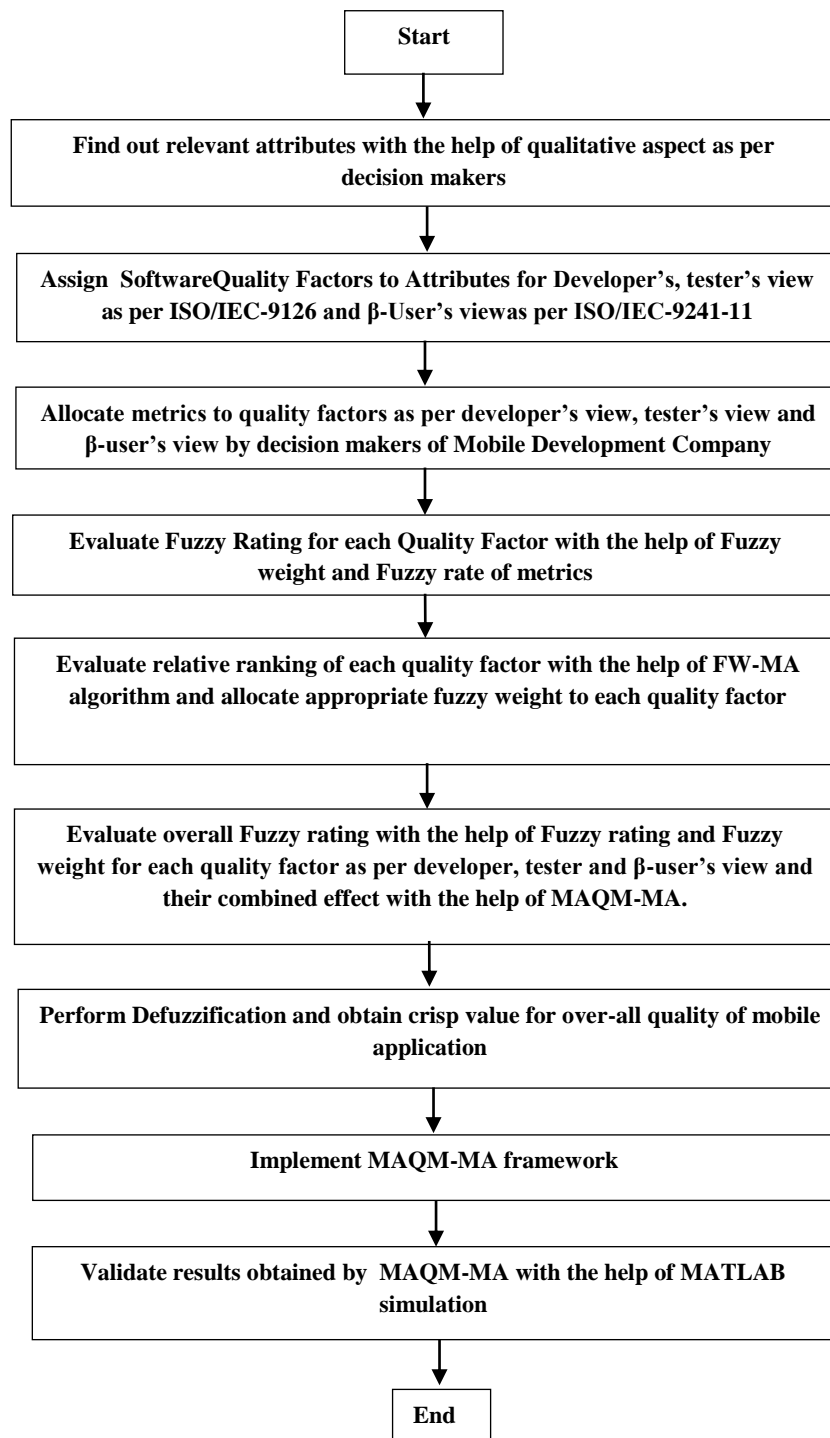 Start
Find out relevant attributes with the help of qualitative aspect as per
decision makers
Assign SoftwareQuality Factors to Attributes for Developer’s, tester’s view
as per ISO/IEC-9126 and β-User’s viewas per ISO/IEC-9241-11
Allocate metrics to quality factors as per developer’s view, tester’s view and
β-user’s view by decision makers of Mobile Development Company
Evaluate Fuzzy Rating for each Quality Factor with the help of Fuzzy
weight and Fuzzy rate of metrics
Evaluate relative ranking of each quality factor with the help of FW-MA
algorithm and allocate appropriate fuzzy weight to each quality factor
Evaluate overall Fuzzy rating with the help of Fuzzy rating and Fuzzy
weight for each quality factor as per developer, tester and β-user’s view and
their combined effect with the help of MAQM-MA.
Perform Defuzzification and obtain crisp value for over-all quality of mobile
application
Implement MAQM-MA framework
Validate results obtained by MAQM-MA with the help of MATLAB
simulation
End